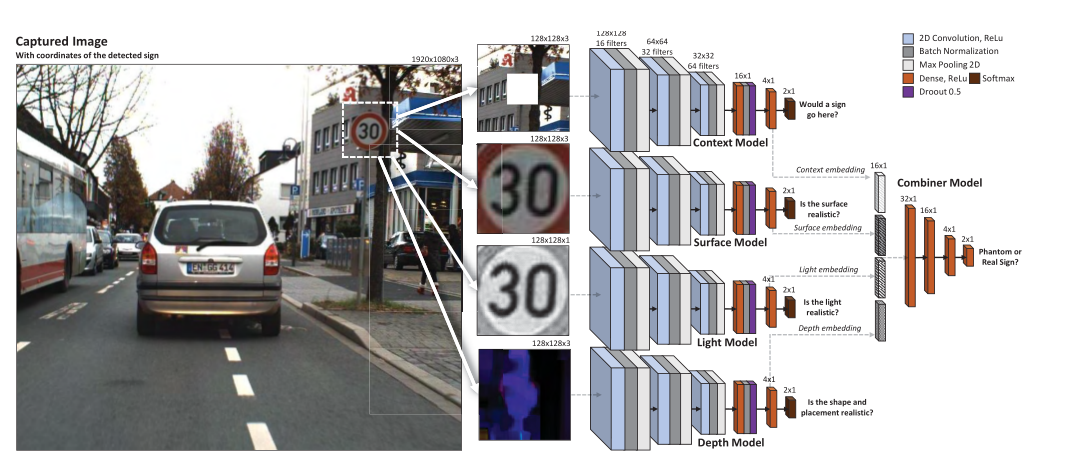 Captured Image
With coordinates of the detected sign
1920x1080x3
30
EN·GG 414
128x128x3
128x128x3
30
128x128x1
30
128x128x3
128x128
16 filters
64x64
32 filters
32x32
64 filters
16x1
4x1
2x1
Would a sign
go here?
Context Model
2x1
Is the surface
realistic?
Surface Model
4x1
2x1
Is the light
realistic?
Light Model
4x1
2x1
Is the shape and
placement realistic?
Depth Model
Context embedding
Surface embedding
Light embedding
Depth embedding
16x1
Combiner Model
32x1
16x1
4x1
2x1
Phantom or
Real Sign?
2D Convolution, ReLu
Batch Normalization
Max Pooling 2D
Dense, ReLu
Softmax
Droout 0.5